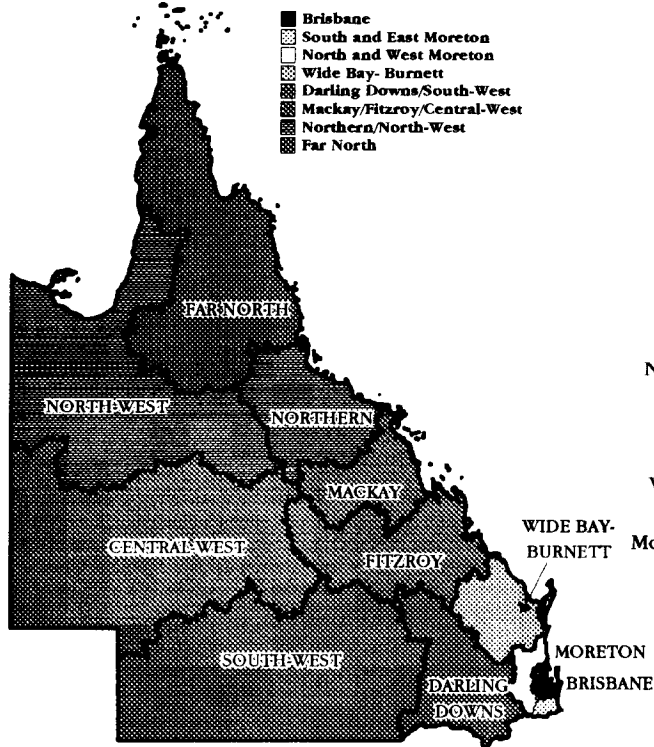 Brisbane
South and East Moreton
North and West Moreton
Wide Bay- Burnett
Darling Downs/South-West
Mackay/Fitzroy/Central-West
Northern/North-West
Far North
FAR NORTH
NORTH-WEST
NORTHERN
MACKAY
CENTRAL-WEST
FITZROY
WIDE BAY-
BURNETT
SOUTH-WEST
MORETON
BRISBANE
DARLING
DOWNS